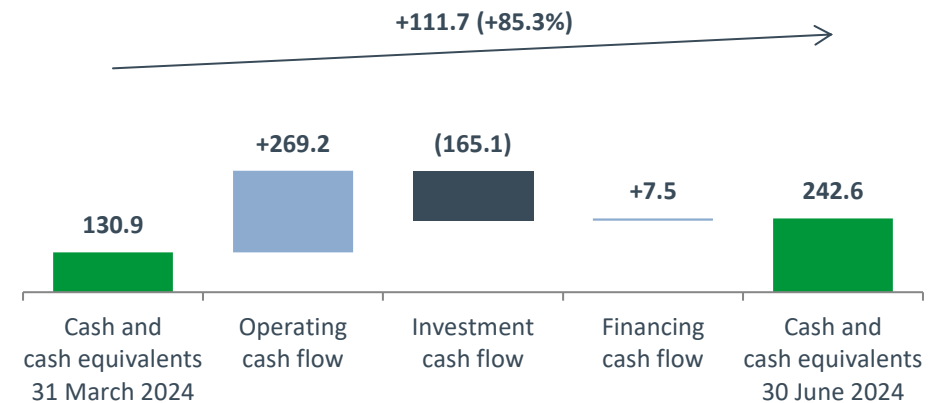 +111.7 (+85.3%)
+269.2
(165.1)
+7.5
242.6
130.9
Cash and
cash equivalents
31 March 2024
Operating
cash flow
Investment
cash flow
Financing
cash flow
Cash and
cash equivalents
30 June 2024